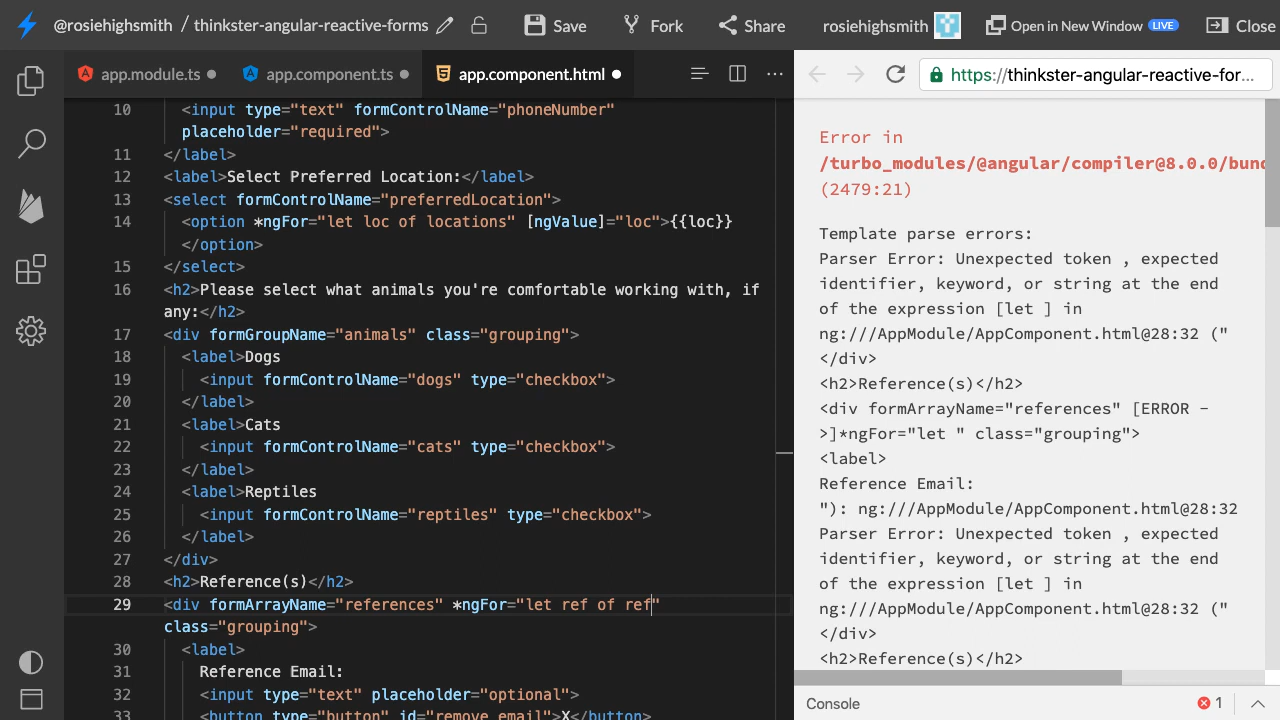 @rosiehighsmith / thinkster-angular-reactive-forms Save Fork Share rosiehighsmith Open in New Window LIVE Close
app.module.ts app.component.ts app.component.html ...
https://thinkster-angular-reactive-for...
10 <input type="text" formControlName="phoneNumber"
placeholder="required">
11 </label>
12 <label>Select Preferred Location:</label>
13 <select formControlName="preferredLocation">
14 <option *ngFor="let loc of locations" [ngValue]="loc">{{loc}}
</option>
15 </select>
16 <h2>Please select what animals you're comfortable working with, if
any:</h2>
17 <div formGroupName="animals" class="grouping">
18 <label>Dogs
19 <input formControlName="dogs" type="checkbox">
20 </label>
21 <label>Cats
22 <input formControlName="cats" type="checkbox">
23 </label>
24 <label>Reptiles
25 <input formControlName="reptiles" type="checkbox">
26 </label>
27 </div>
28 <h2>Reference(s)</h2>
29 <div formArrayName="references" *ngFor="let ref of ref"
class="grouping">
30 <label>
31 Reference Email:
32 <input type="text" placeholder="optional">
33 <button type="button" id="remove_email">X</button>
Error in
/turbo_modules/@angular/compiler@8.0.0/bund
(2479:21)
Template parse errors:
Parser Error: Unexpected token , expected
identifier, keyword, or string at the end
of the expression [let ] in
ng:///AppModule/AppComponent.html@28:32 ("
</div>
<h2>Reference(s)</h2>
<div formArrayName="references" [ERROR -
>]*ngFor="let " class="grouping">
<label>
Reference Email:
"): ng:///AppModule/AppComponent.html@28:32
Parser Error: Unexpected token , expected
identifier, keyword, or string at the end
of the expression [let ] in
ng:///AppModule/AppComponent.html@28:32 ("
</div>
<h2>Reference(s)</h2>
Console 1